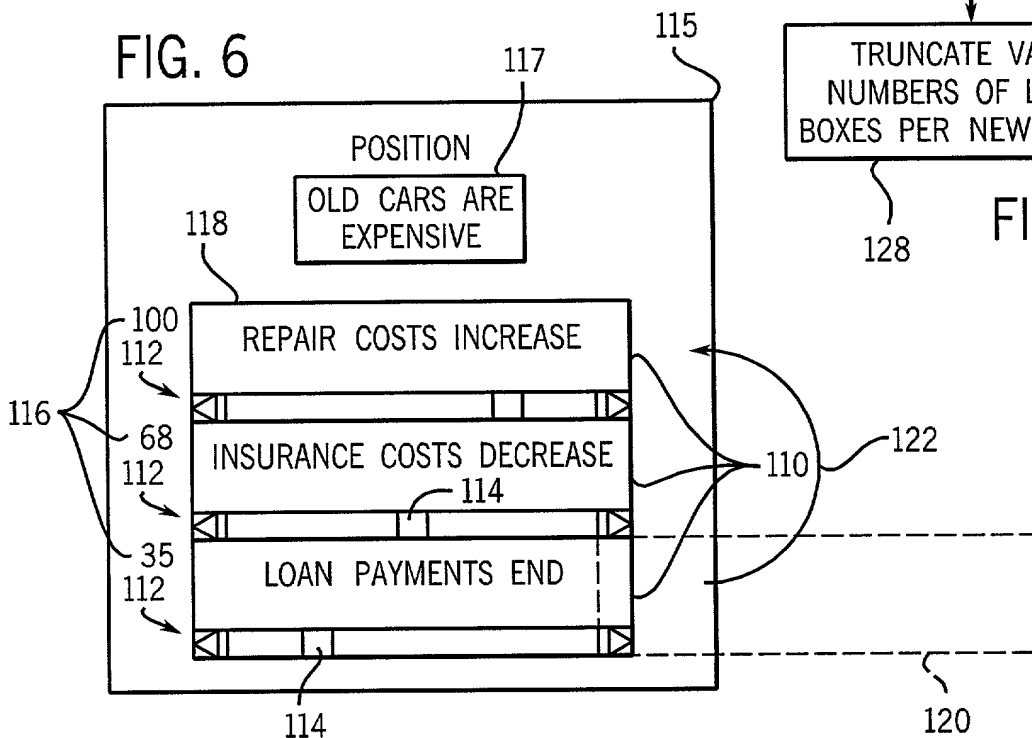 FIG. 6
115
117
POSITION
OLD CARS ARE
EXPENSIVE
118
100
REPAIR COSTS INCREASE
112
116
68
INSURANCE COSTS DECREASE
110
122
112
114
35
LOAN PAYMENTS END
112
114
120
TRUNCATE
NUMBERS OF
BOXES PER NEW
128